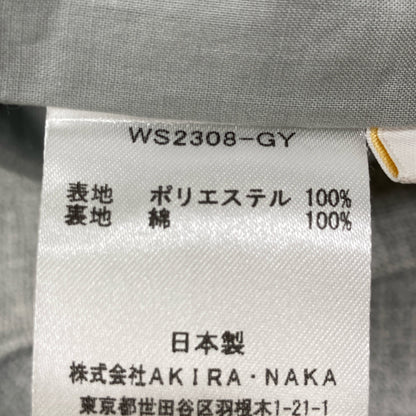 WS2308-GY
表地 ポリエステル 100%
裏地 綿 100%
日本製
株式会社AKIRA・NAKA
東京都世田谷区羽根木1-21-1